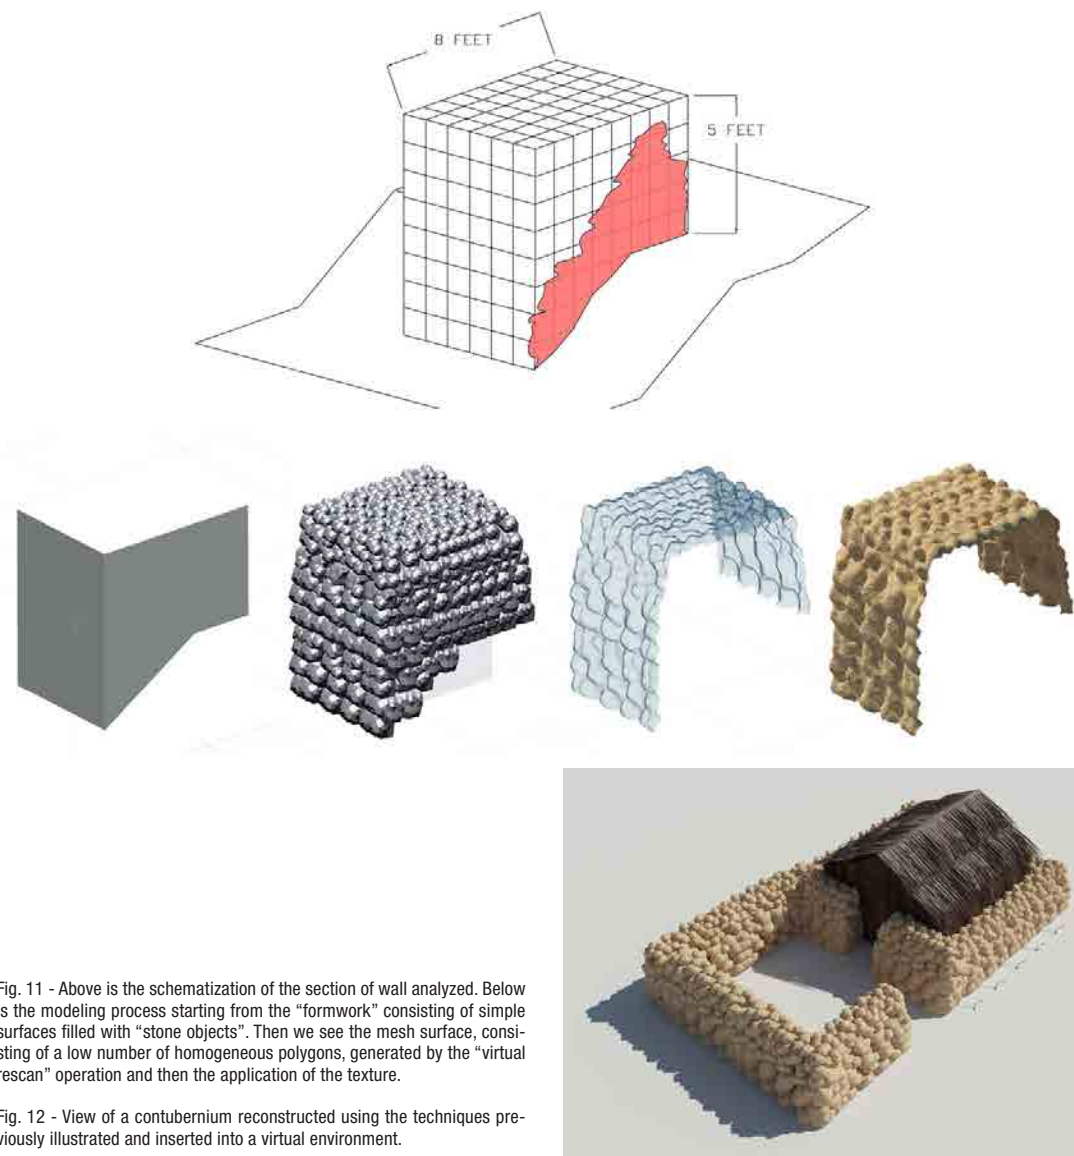 8 FEET
5 FEET
Fig. 11 - Above is the schematization of the section of wall analyzed. Below
is the modeling process starting from the “formwork” consisting of simple
surfaces filled with “stone objects”. Then we see the mesh surface, consi-
sting of a low number of homogeneous polygons, generated by the “virtual
rescan” operation and then the application of the texture.
Fig. 12 - View of a contubernium reconstructed using the techniques pre-
viously illustrated and inserted into a virtual environment.